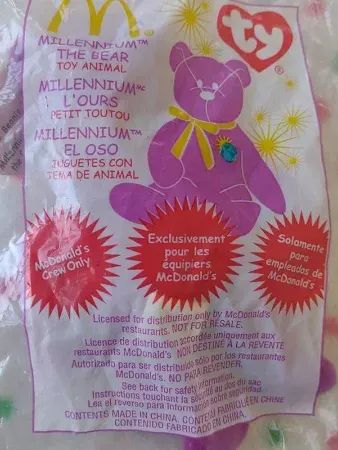 ty
MILLENNIUM™
THE BEAR
TOY ANIMAL
MILLENNIUM MC
L'OURS
PETIT TOUTOU
MILLENNIUM™
EL OSO
JUGUETES CON
TEMA DE ANIMAL
McDonald's
Crew Only
Exclusivement
pour les
équipiers
McDonald's
Solamente
para
empleadas de
McDonald's
Licensed for distribution only by McDonald's
restaurants. NOT FOR RESALE.
Licence de distribution accordée uniquement aux
restaurants McDonald's NON DESTINÉ À LA REVENTE
Autorizado para ser distribuido sólo por los restaurantes
McDonald's. NO PARA REVENDER.
See back for safety information.
Instructions touchant la sécurité au dos du sac
Lea el reverso para información sobre seguridad.
CONTENTS MADE IN CHINA. CONTENU FABRIQUÉ EN CHINE
CONTENIDO FABRICADO EN CHINA.